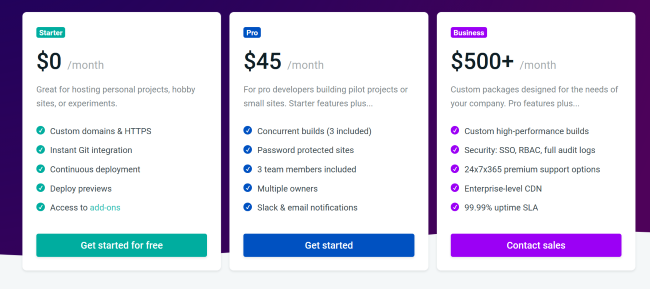 Starter
$0 /month
Great for hosting personal projects, hobby
sites, or experiments.
Custom domains & HTTPS
Instant Git integration
Continuous deployment
Deploy previews
Access to add-ons
Get started for free
Pro
$45 /month
For pro developers building pilot projects or
small sites. Starter features plus...
Concurrent builds (3 included)
Password protected sites
3 team members included
Multiple owners
Slack & email notifications
Get started
Business
$500+ /month
Custom packages designed for the needs of
your company. Pro features plus...
Custom high-performance builds
Security: SSO, RBAC, full audit logs
24x7x365 premium support options
Enterprise-level CDN
99.99% uptime SLA
Contact sales